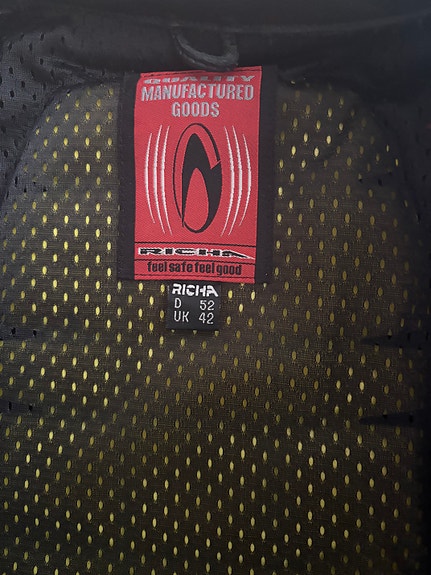 QUALITY
MANUFACTURED
GOODS
RICHA
feel safe feel good
RICHA
D 52
UK 42